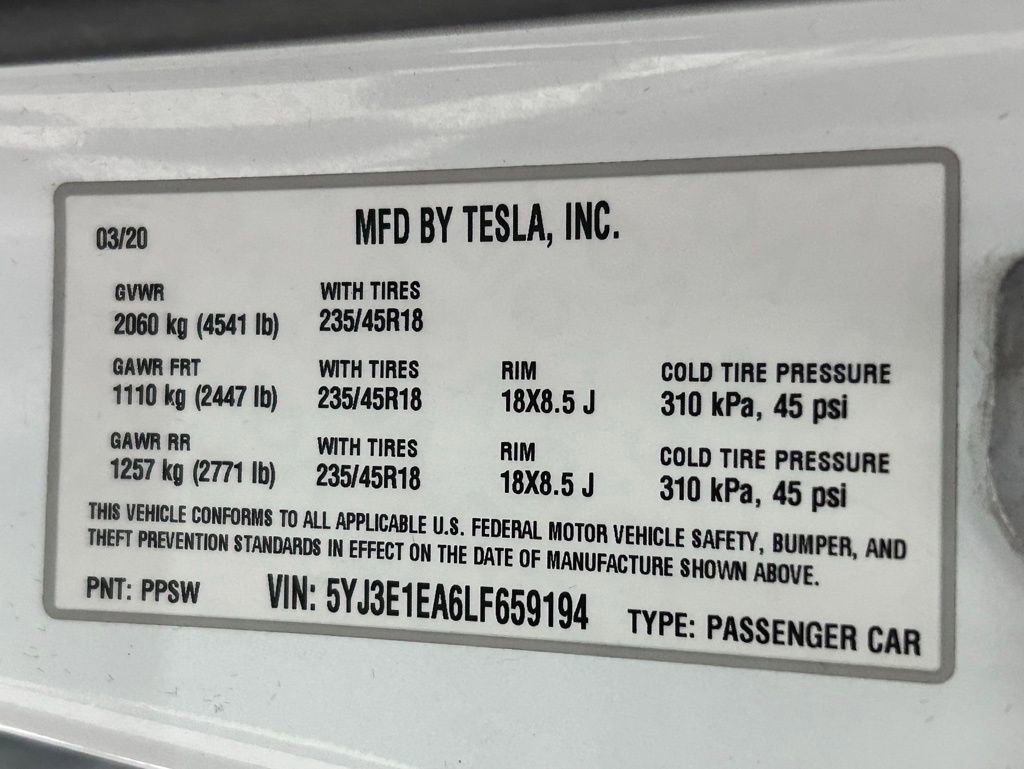 03/20 MFD BY TESLA, INC.
GVWR WITH TIRES
2060 kg (4541 lb) 235/45R18
GAWR FRT WITH TIRES RIM COLD TIRE PRESSURE
1110 kg (2447 lb) 235/45R18 18X8.5 J 310 kPa, 45 psi
GAWR RR WITH TIRES RIM COLD TIRE PRESSURE
1257 kg (2771 lb) 235/45R18 18X8.5 J 310 kPa, 45 psi
THIS VEHICLE CONFORMS TO ALL APPLICABLE U.S. FEDERAL MOTOR VEHICLE SAFETY, BUMPER, AND
THEFT PREVENTION STANDARDS IN EFFECT ON THE DATE OF MANUFACTURE SHOWN ABOVE.
PNT: PPSW VIN: 5YJ3E1EA6LF659194 TYPE: PASSENGER CAR